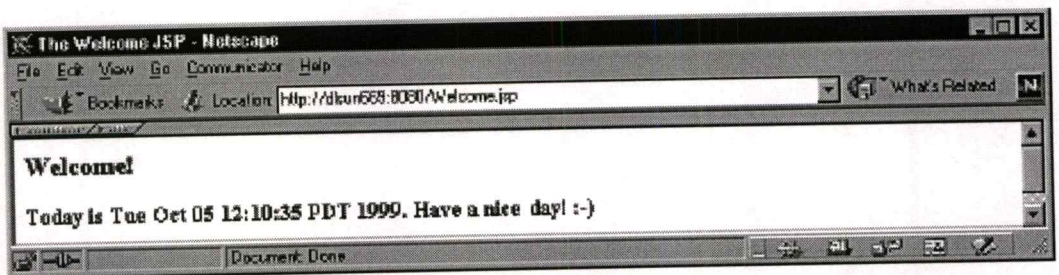 The Welcome JSP - Netscape
File Edit View Go Communicator Help
Bookmarks Location: http://dlsun669:8080/Welcome.jsp What's Related N
Welcome!
Today is Tue Oct 05 12:10:35 PDT 1999. Have a nice day! :-)
Document: Done